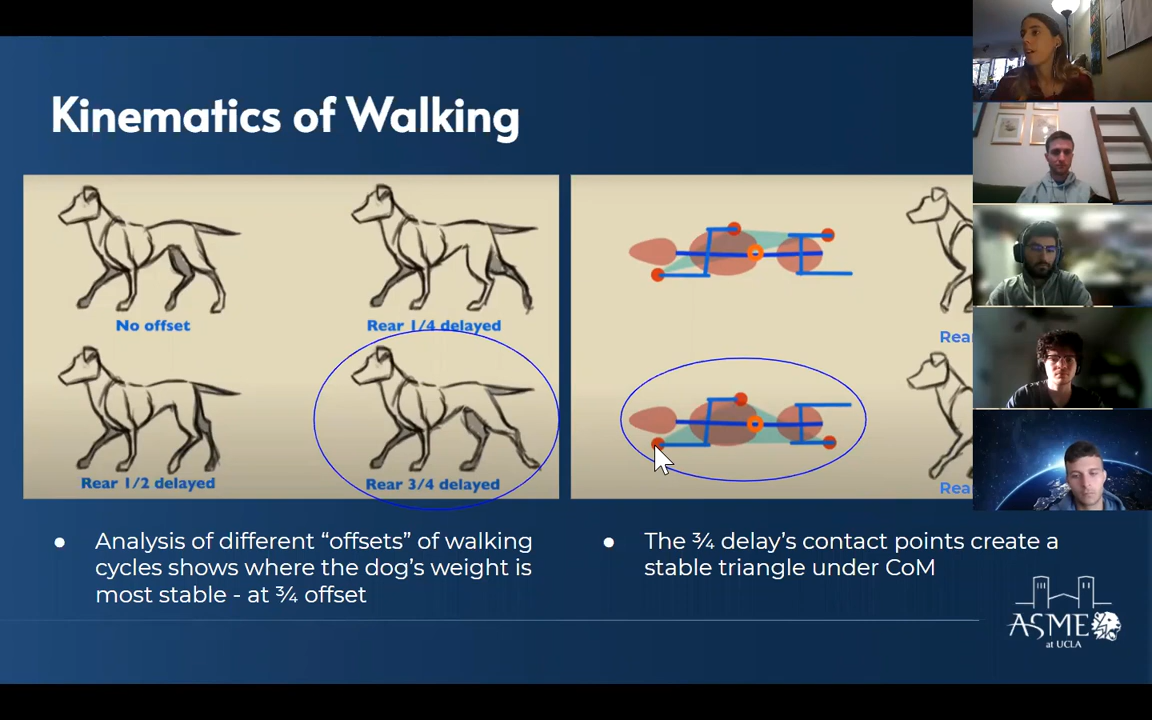 Kinematics of Walking
No offset
Rear 1/4 delayed
Rear 1/2 delayed
Rear 3/4 delayed
Rea
Rea
● Analysis of different “offsets” of walking
cycles shows where the dog’s weight is
most stable - at ¾ offset
● The ¾ delay’s contact points create a
stable triangle under CoM
ASME
at UCLA